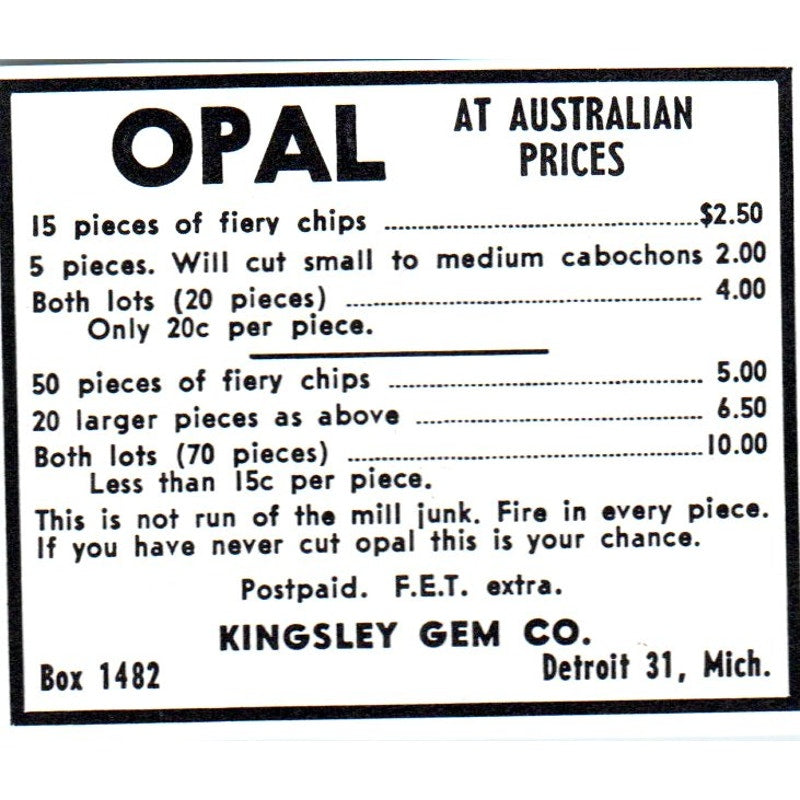 OPAL AT AUSTRALIAN PRICES
15 pieces of fiery chips ........ $2.50
5 pieces. Will cut small to medium cabochons 2.00
Both lots (20 pieces) ........ 4.00
Only 20c per piece.
50 pieces of fiery chips ........ 5.00
20 larger pieces as above ........ 6.50
Both lots (70 pieces) ........ 10.00
Less than 15c per piece.
This is not run of the mill junk. Fire in every piece.
If you have never cut opal this is your chance.
Postpaid. F.E.T. extra.
KINGSLEY GEM CO.
Box 1482 Detroit 31, Mich.